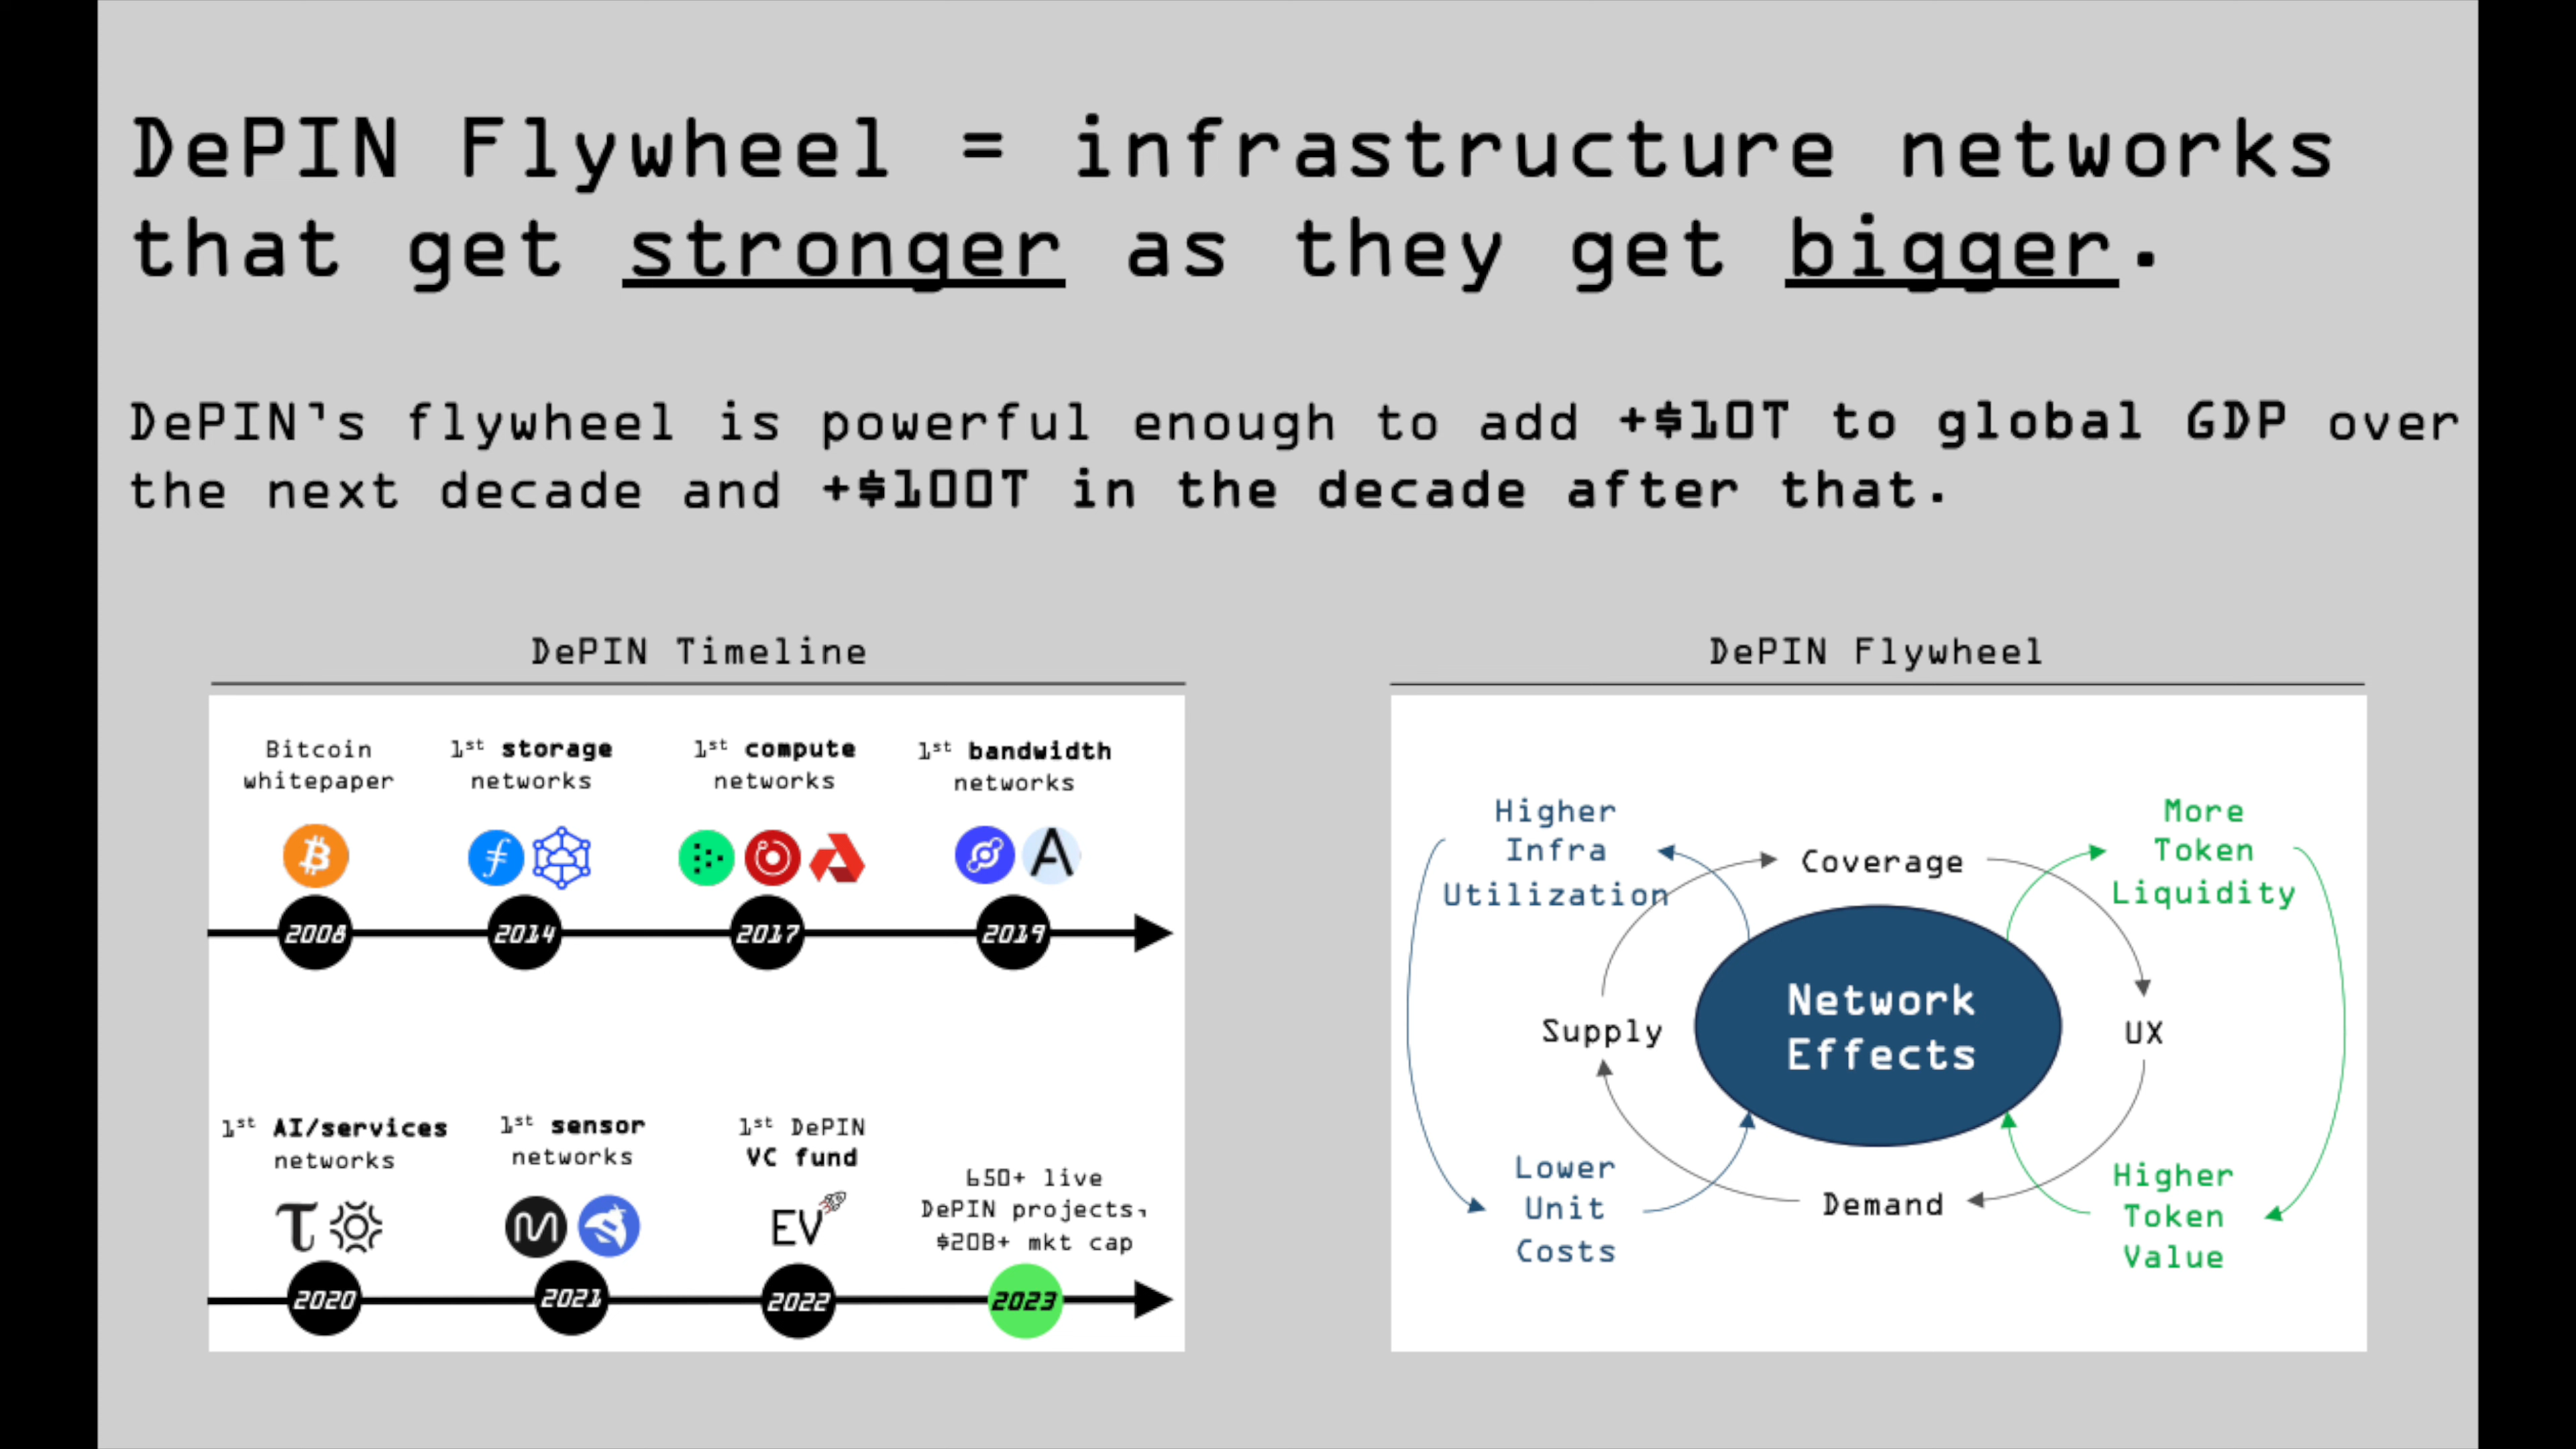 DePIN Flywheel = infrastructure networks
that get stronger as they get bigger.
DePIN's flywheel is powerful enough to add +$10T to global GDP over
the next decade and +$100T in the decade after that.
DePIN Timeline
Bitcoin
whitepaper
1st storage
networks
1st compute
networks
1st bandwidth
networks
2008
2014
2017
2019
1st AI/services
networks
1st sensor
networks
1st DePIN
VC fund
EV
650+ live
DePIN projects,
$20B+ mkt cap
2020
2021
2022
2023
DePIN Flywheel
Higher
Infra
Utilization
Coverage
More
Token
Liquidity
Supply
Network
Effects
UX
Lower
Unit
Costs
Demand
Higher
Token
Value